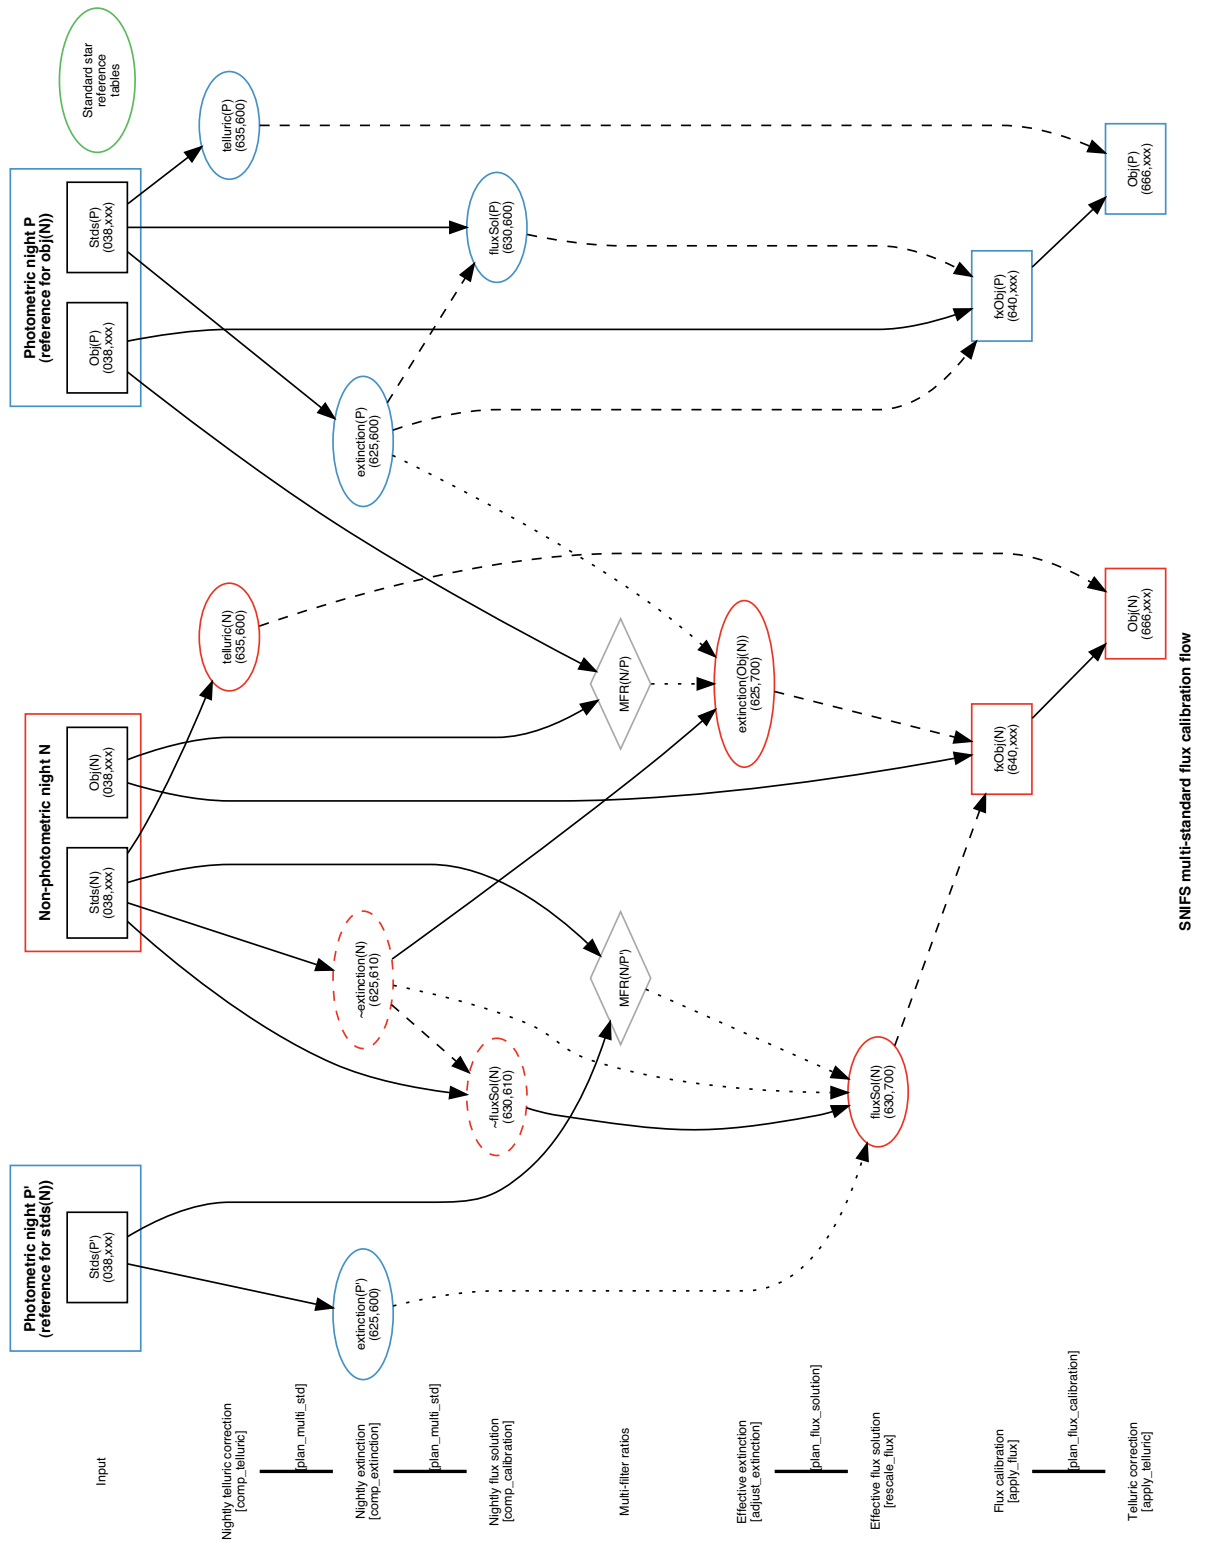 Input
Nightly telluric correction
[comp_telluric]
[plan_multi_std]
Nightly extinction
[comp_extinction]
[plan_multi_std]
Nightly flux solution
[comp_calibration]
Multi-filter ratios
Effective extinction
[adjust_extinction]
[plan_flux_solution]
Effective flux solution
[rescale_flux]
Flux calibration
[apply_flux]
[plan_flux_calibration]
Telluric correction
[apply_telluric]
Photometric night P'
(reference for stds(N))
Stds(P')
(038,xxx)
Non-photometric night N
Stds(N)
(038,xxx)
Obj(N)
(038,xxx)
Photometric night P
(reference for obj(N))
Obj(P)
(038,xxx)
Stds(P)
(038,xxx)
Standard star
reference
tables
telluric(N)
(635,600)
telluric(P)
(635,600)
extinction(P')
(625,600)
~extinction(N)
(625,610)
extinction(P)
(625,600)
~fluxSol(N)
(630,610)
fluxSol(P)
(630,600)
MFR(N/P')
MFR(N/P)
extinction(Obj(N))
(625,700)
fluxSol(N)
(630,700)
fxObj(N)
(640,xxx)
fxObj(P)
(640,xxx)
Obj(N)
(666,xxx)
Obj(P)
(666,xxx)
SNIFS multi-standard flux calibration flow